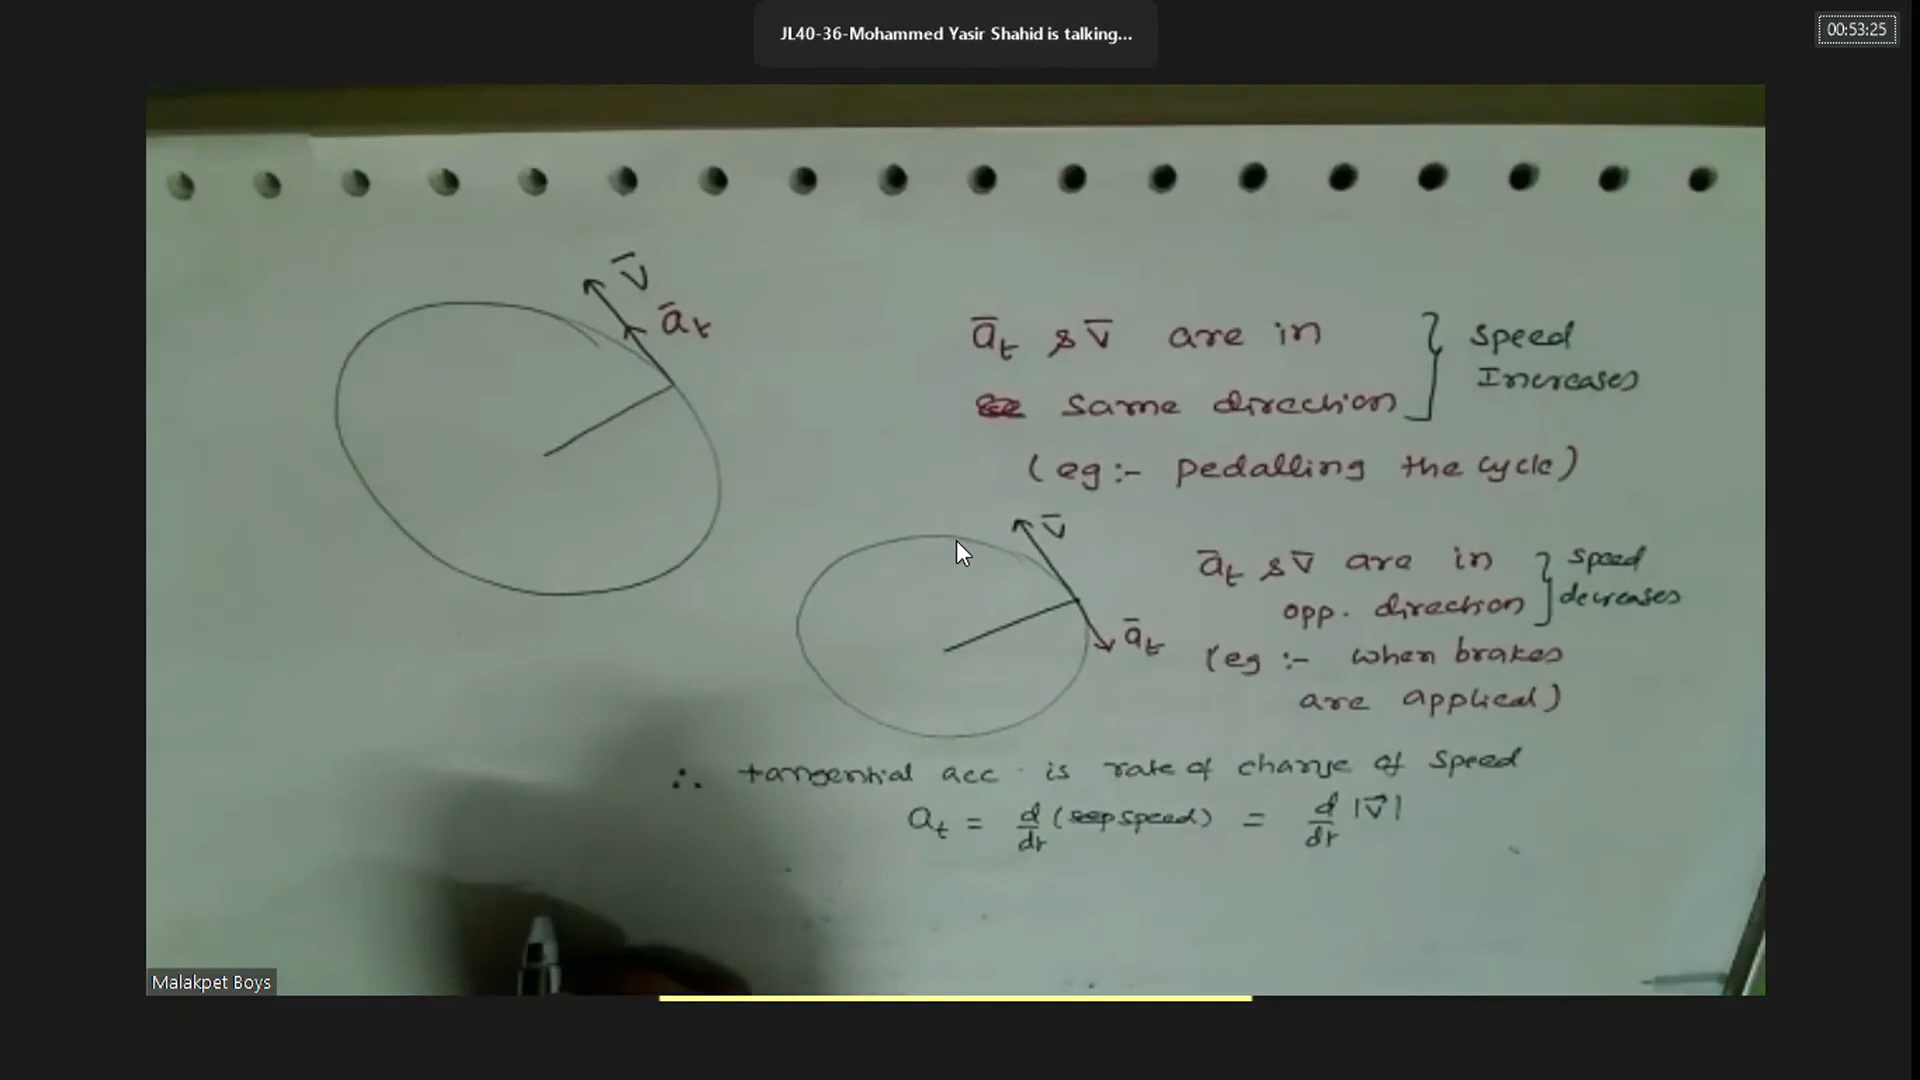 JL40-36-Mohammed Yasir Shahid is talking...
00:53:25
v̄
āt
āt & v̄ are in
same direction
Speed
Increases
(eg :- pedalling the cycle)
v̄
āt
āt & v̄ are in
opp. direction
speed
decreases
(eg :- when brakes
are applied)
∴ tangential acc. is rate of change of speed
at = d/dt (speed) = d/dt |v⃗|
Malakpet Boys